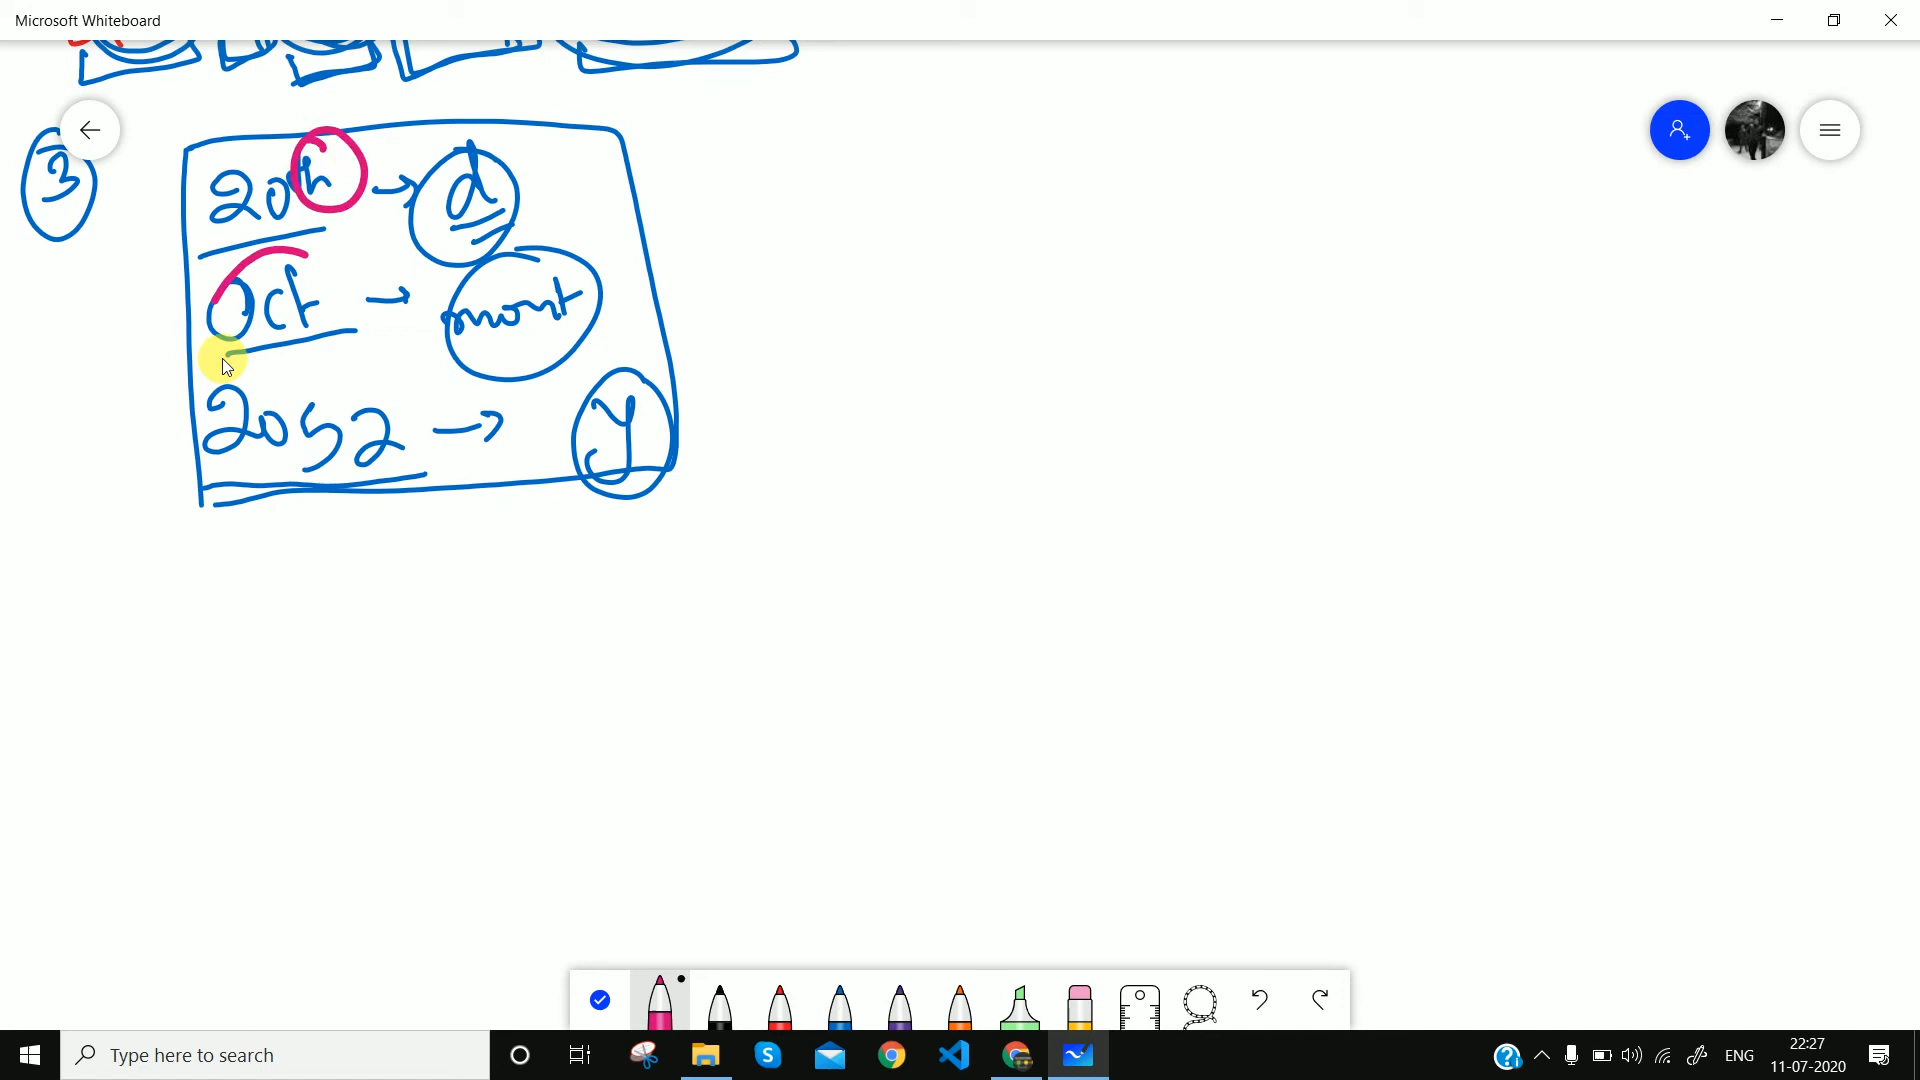 Microsoft Whiteboard
3
20th → d
Oct → mont
2052 → y
Type here to search
ENG
22:27
11-07-2020